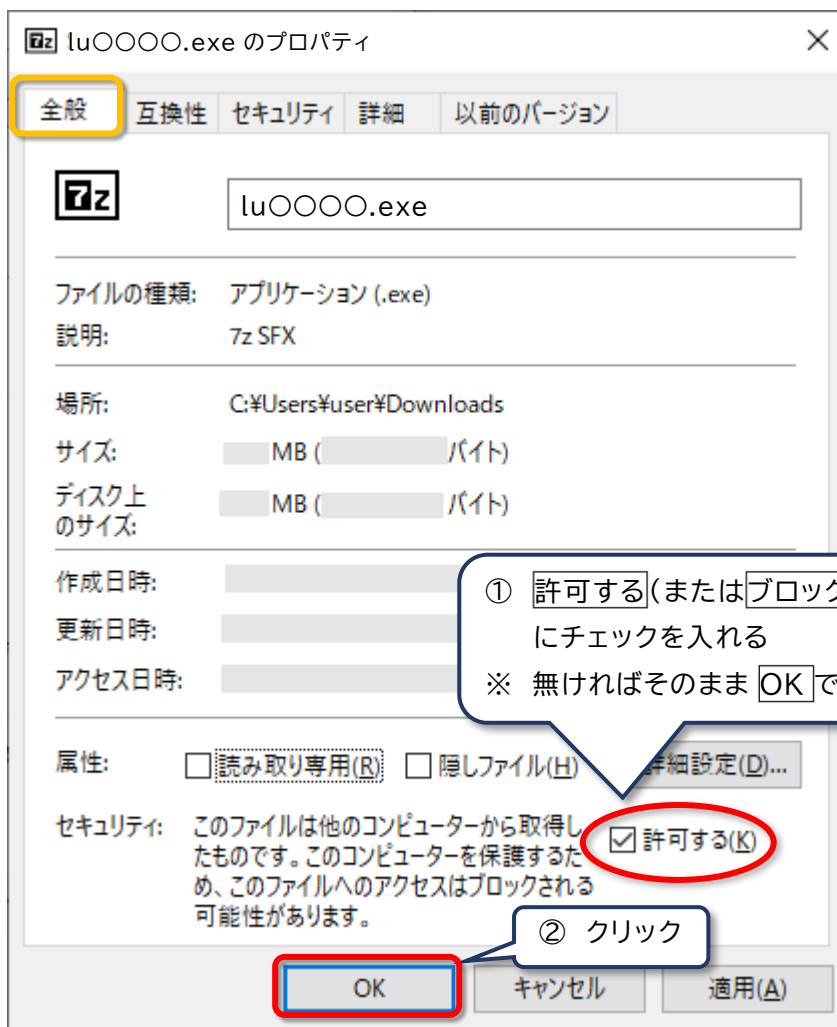 7z lu○○○○.exe のプロパティ
全般 互換性 セキュリティ 詳細 以前のバージョン
7z lu○○○○.exe
ファイルの種類: アプリケーション (.exe)
説明: 7z SFX
場所: C:¥Users¥user¥Downloads
サイズ: MB ( バイト)
ディスク上
のサイズ: MB ( バイト)
作成日時:
更新日時:
アクセス日時:
① 許可する(またはブロック
にチェックを入れる
※ 無ければそのまま OK で
属性: 読み取り専用(R) 隠しファイル(H) 詳細設定(D)...
セキュリティ: このファイルは他のコンピューターから取得し
たものです。このコンピューターを保護するた
め、このファイルへのアクセスはブロックされる
可能性があります。
許可する(K)
② クリック
OK キャンセル 適用(A)